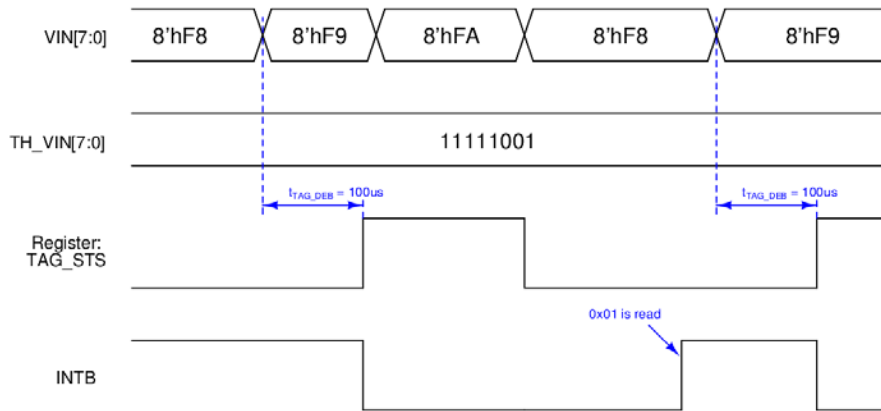 VIN[7:0]
8'hF8
8'hF9
8'hFA
8'hF8
8'hF9
TH_VIN[7:0]
11111001
tTAG_DEB = 100us
tTAG_DEB = 100us
Register:
TAG_STS
0x01 is read
INTB